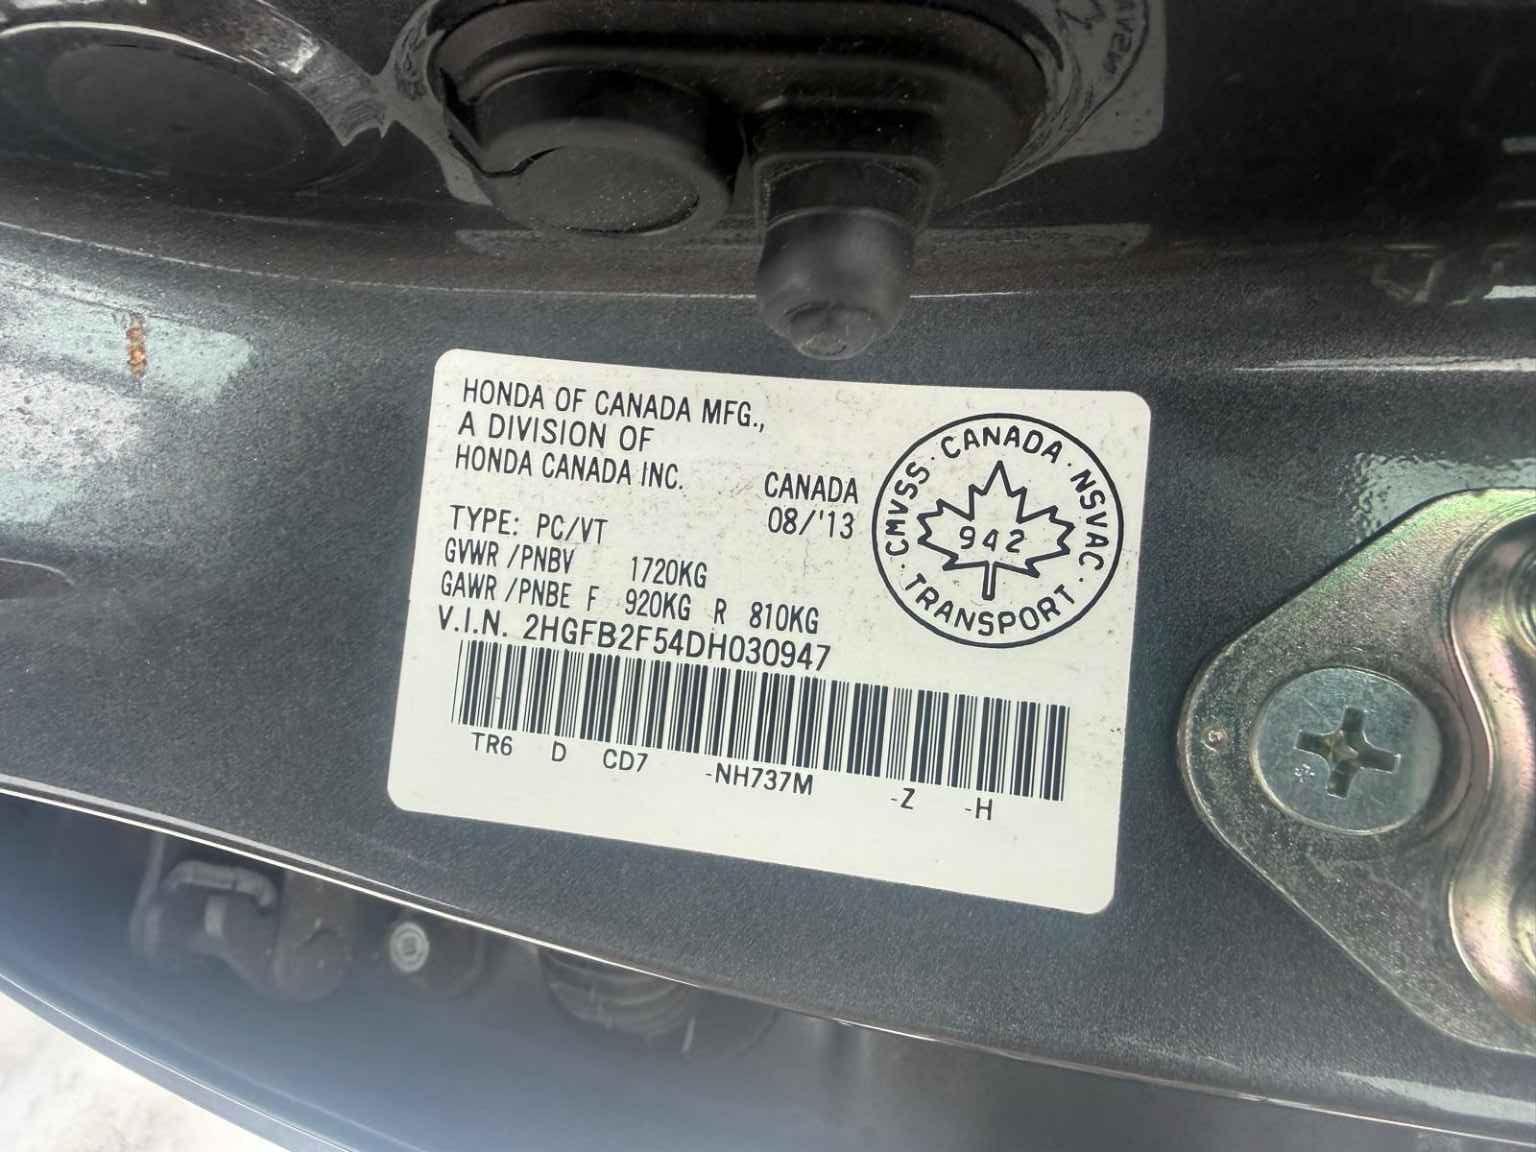 HONDA OF CANADA MFG.,
A DIVISION OF
HONDA CANADA INC.
CANADA
08/'13
TYPE: PC/VT
GVWR /PNBV 1720KG
GAWR /PNBE F 920KG R 810KG
V.I.N. 2HGFB2F54DH030947
TR6 D CD7 -NH737M -Z -H
CMVSS · CANADA · NSVAC · TRANSPORT ·
942